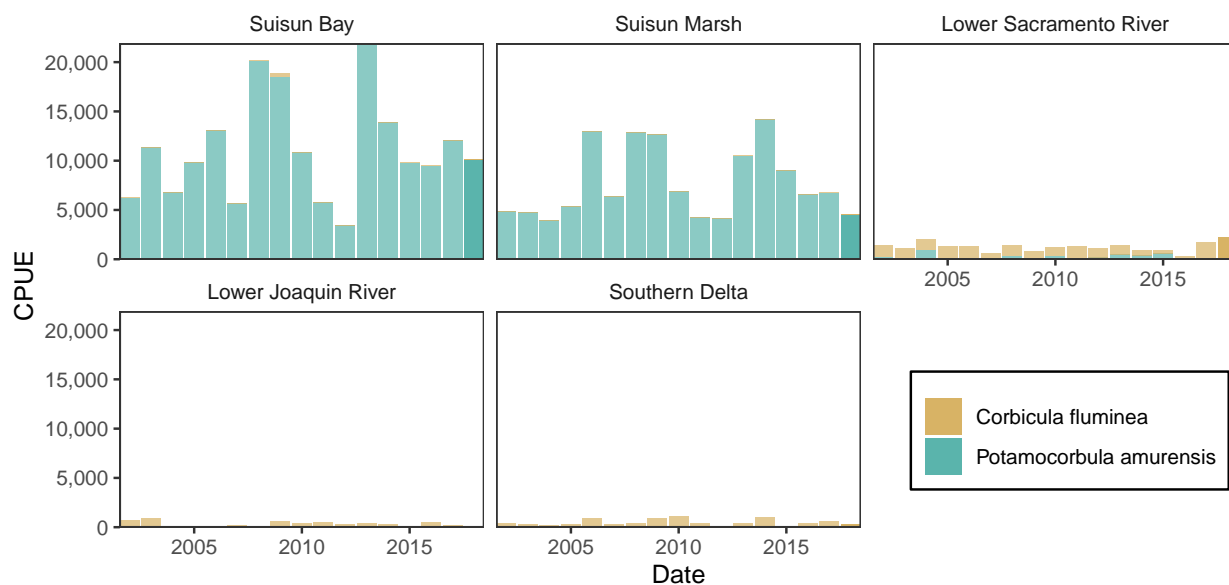 Suisun Bay
Suisun Marsh
Lower Sacramento River
20,000
15,000
10,000
5,000
0
2005
2010
2015
Lower Joaquin River
Southern Delta
20,000
15,000
10,000
5,000
0
2005
2010
2015
2005
2010
2015
CPUE
Date
Corbicula fluminea
Potamocorbula amurensis